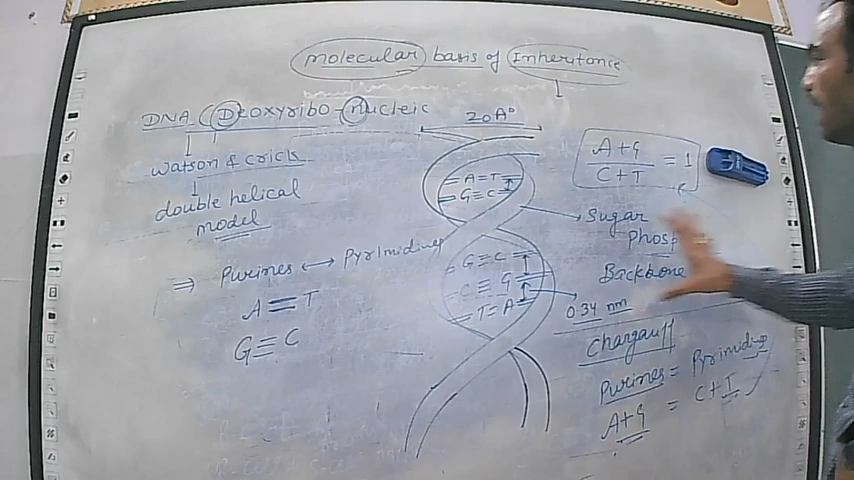 molecular basis of Inheritance
DNA (Deoxyribo-nucleic
Watson & Crick
double helical
model
⇒ Purines ↔ Pyrimidines
A = T
G ≡ C
20A°
A = T
G ≡ C
G ≡ C
C ≡ G
T = A
A+G / C+T = 1
Sugar
Phosp
Backbone
0.34 nm
Chargauff
Purines = Pyrimidine
A+G = C+T